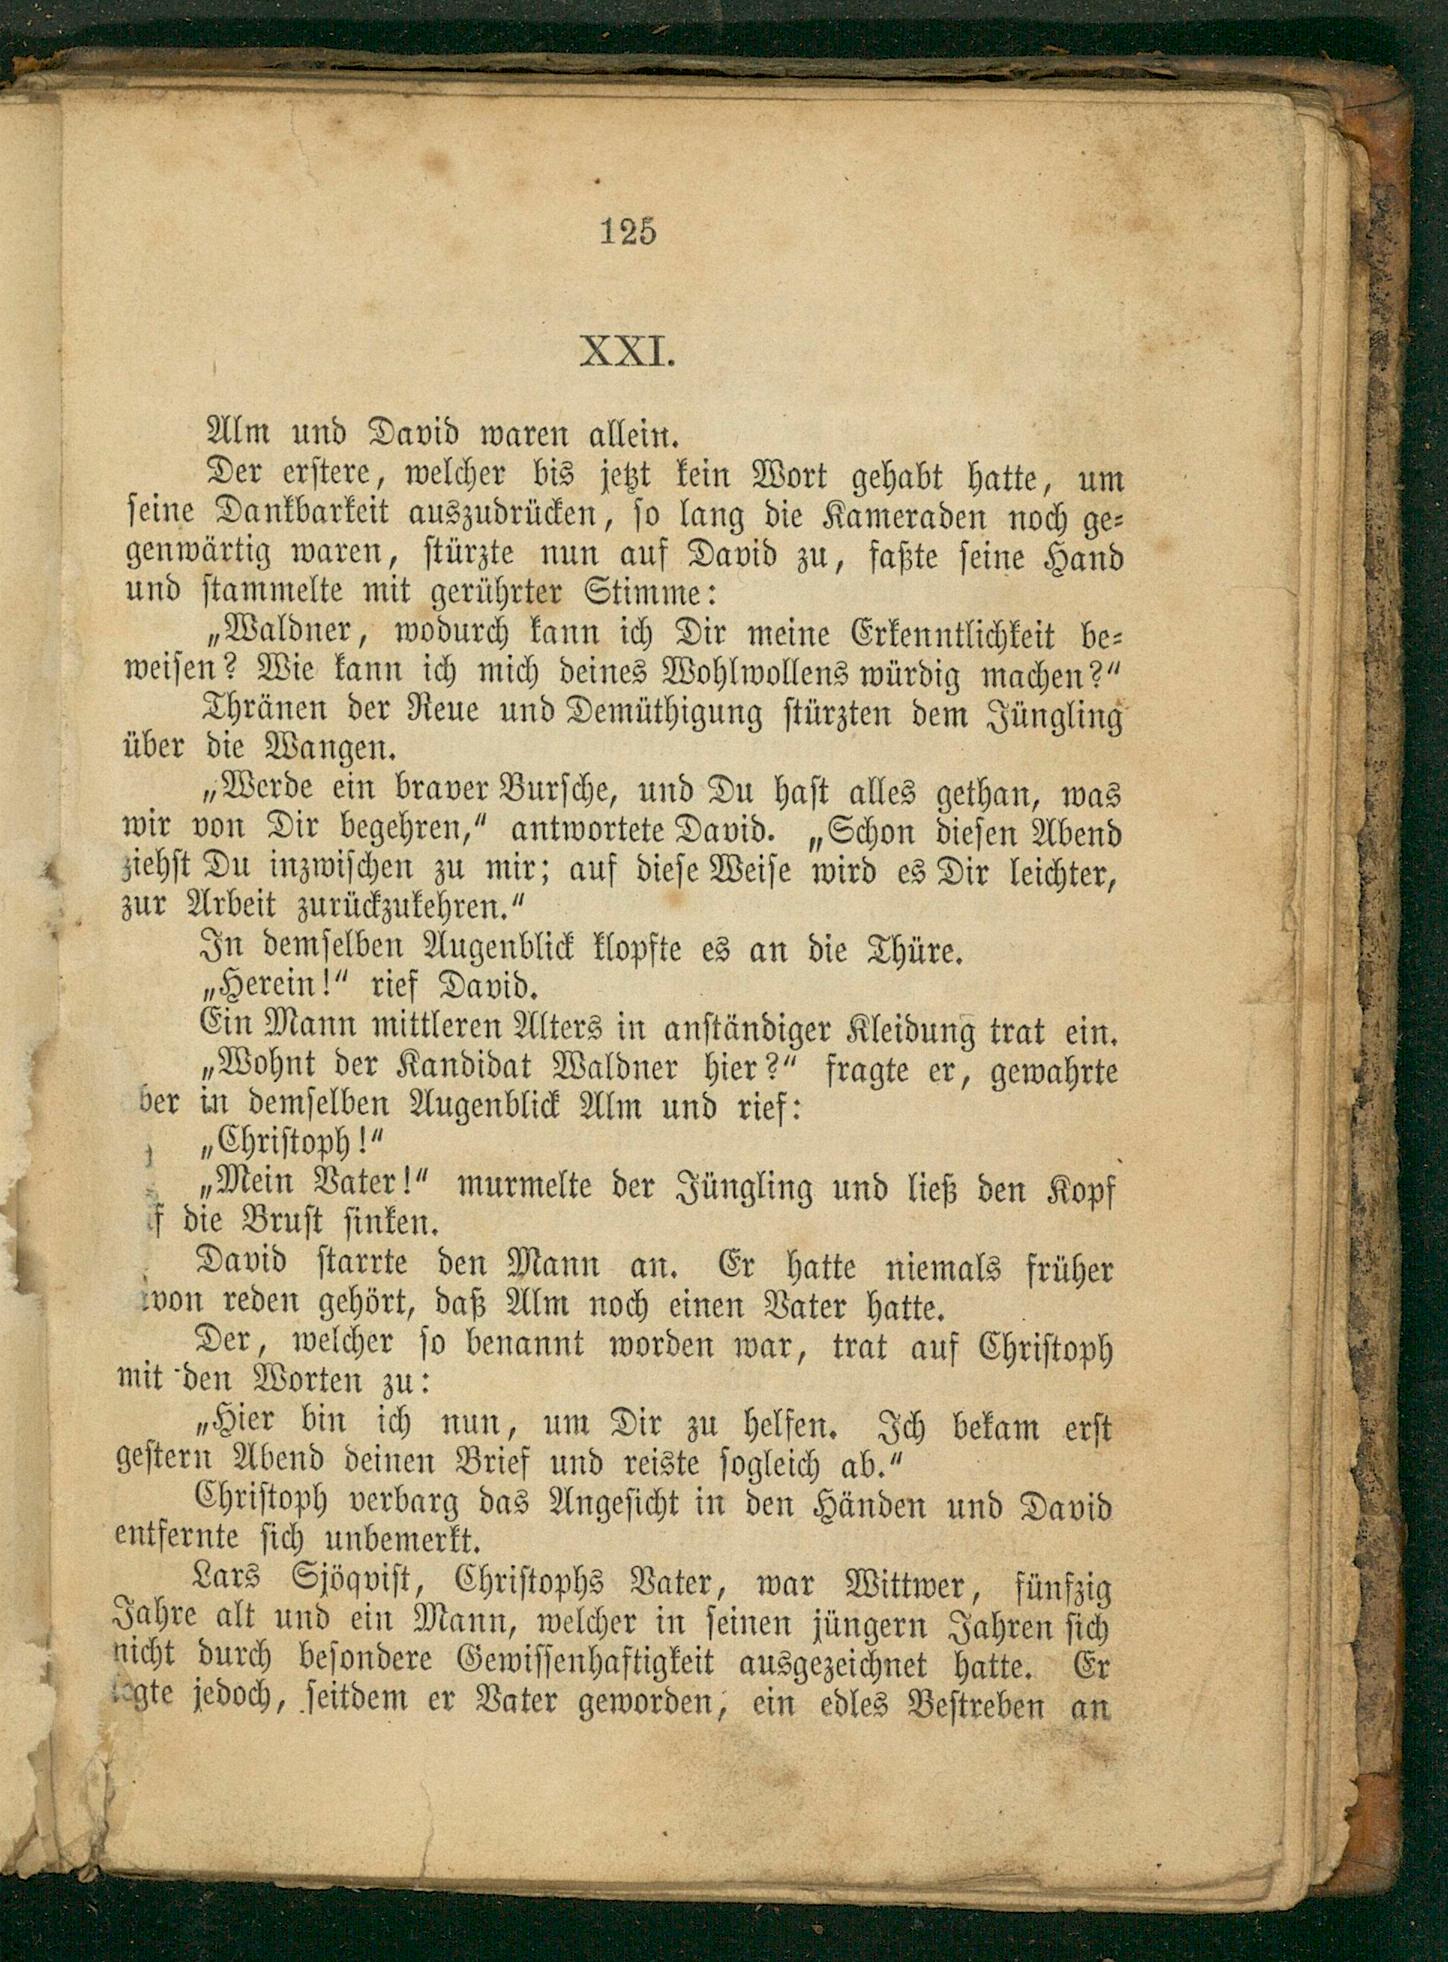 125
XXI.
Alm und David waren allein.
Der erstere, welcher bis jetzt kein Wort gehabt hatte, um
seine Dankbarkeit auszudrücken, so lang die Kameraden noch ge-
genwärtig waren, stürzte nun auf David zu, faßte seine Hand
und stammelte mit gerührter Stimme:
„Waldner, wodurch kann ich Dir meine Erkenntlichkeit be-
weisen? Wie kann ich mich deines Wohlwollens würdig machen?“
Thränen der Reue und Demüthigung stürzten dem Jüngling
über die Wangen.
„Werde ein braver Bursche, und Du hast alles gethan, was
wir von Dir begehren,“ antwortete David. „Schon diesen Abend
ziehst Du inzwischen zu mir; auf diese Weise wird es Dir leichter,
zur Arbeit zurückzukehren.“
In demselben Augenblick klopfte es an die Thüre.
„Herein!“ rief David.
Ein Mann mittleren Alters in anständiger Kleidung trat ein.
„Wohnt der Kandidat Waldner hier?“ fragte er, gewahrte
ber in demselben Augenblick Alm und rief:
„Christoph!“
„Mein Vater!“ murmelte der Jüngling und ließ den Kopf
f die Brust sinken.
David starrte den Mann an. Er hatte niemals früher
von reden gehört, daß Alm noch einen Vater hatte.
Der, welcher so benannt worden war, trat auf Christoph
mit den Worten zu:
„Hier bin ich nun, um Dir zu helfen. Ich bekam erst
gestern Abend deinen Brief und reiste sogleich ab.“
Christoph verbarg das Angesicht in den Händen und David
entfernte sich unbemerkt.
Lars Sjöqvist, Christophs Vater, war Wittwer, fünfzig
Jahre alt und ein Mann, welcher in seinen jüngern Jahren sich
nicht durch besondere Gewissenhaftigkeit ausgezeichnet hatte. Er
jedoch, seitdem er Vater geworden, ein edles Bestreben an